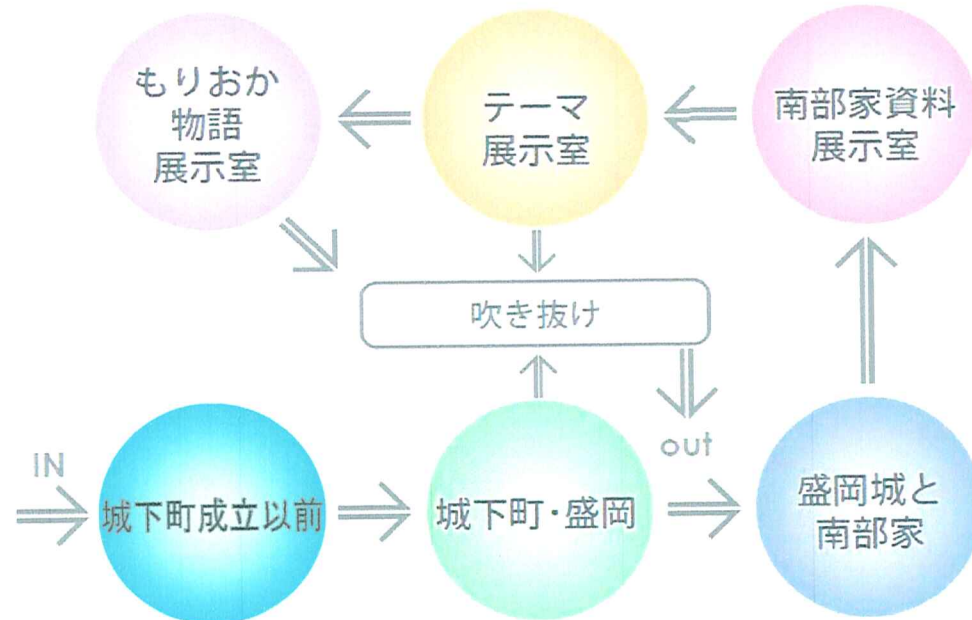 もりおか
物語
展示室
テーマ
展示室
南部家資料
展示室
吹き抜け
IN
城下町成立以前
城下町・盛岡
out
盛岡城と
南部家